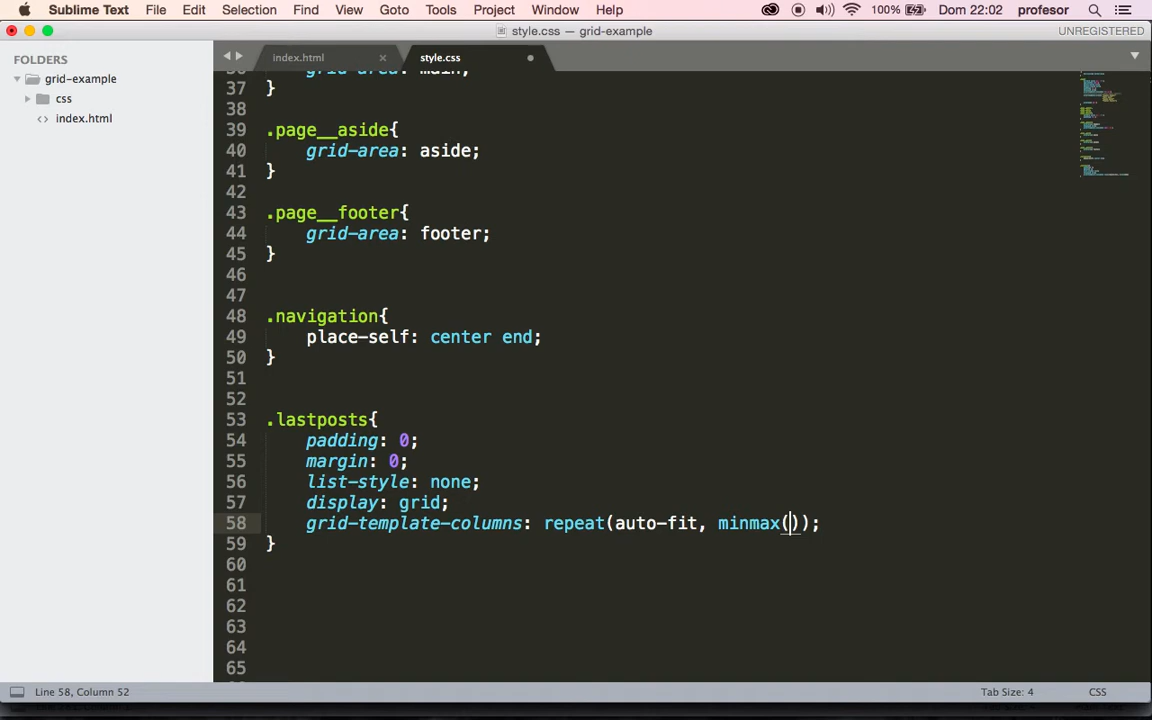 Sublime Text File Edit Selection Find View Goto Tools Project Window Help 100% Dom 22:02 profesor
style.css — grid-example UNREGISTERED
FOLDERS
grid-example
css
index.html
index.html style.css
36 grid-area: main;
37 }
38
39 .page__aside{
40 grid-area: aside;
41 }
42
43 .page__footer{
44 grid-area: footer;
45 }
46
47
48 .navigation{
49 place-self: center end;
50 }
51
52
53 .lastposts{
54 padding: 0;
55 margin: 0;
56 list-style: none;
57 display: grid;
58 grid-template-columns: repeat(auto-fit, minmax());
59 }
60
61
62
63
64
65
Line 58, Column 52 Tab Size: 4 CSS